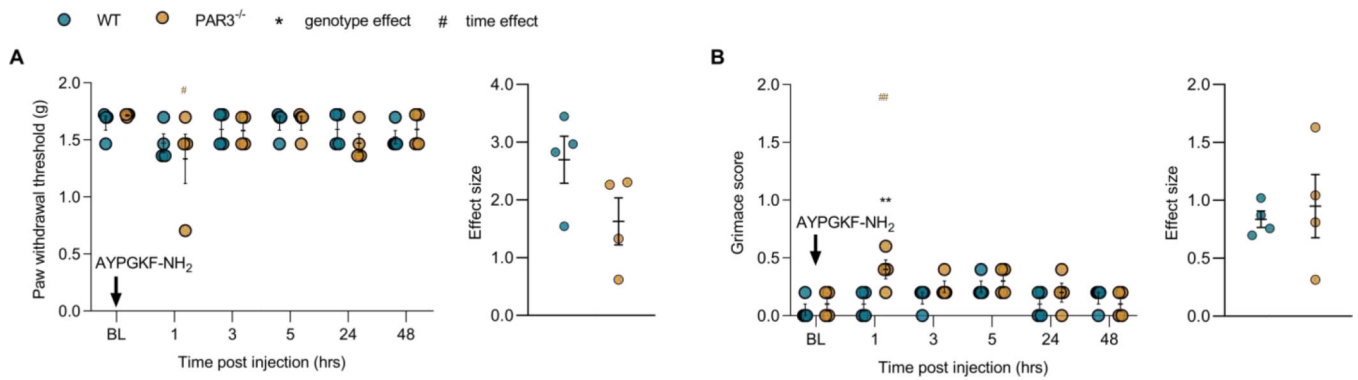 WT PAR3-/- * genotype effect # time effect
A
Paw withdrawal threshold (g)
2.0
1.5
1.0
0.5
0.0
#
AYPGKF-NH2
BL 1 3 5 24 48
Time post injection (hrs)
Effect size
4.0
3.0
2.0
1.0
0.0
B
Grimace score
2.0
1.5
1.0
0.5
0.0
##
**
AYPGKF-NH2
BL 1 3 5 24 48
Time post injection (hrs)
Effect size
2.0
1.5
1.0
0.5
0.0